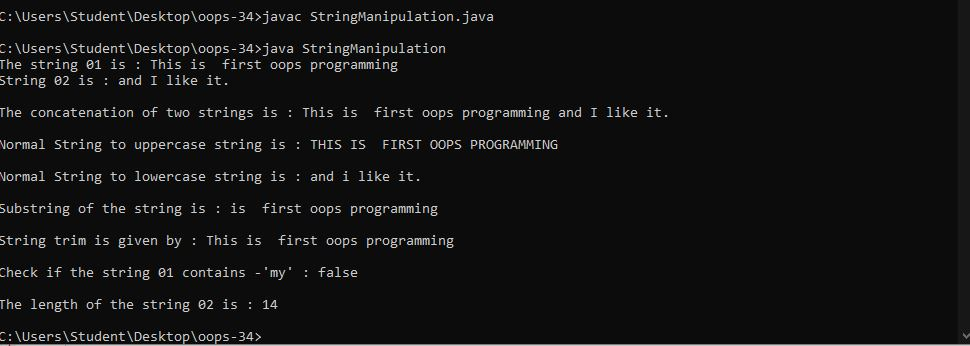 C:\Users\Student\Desktop\oops-34>javac StringManipulation.java
C:\Users\Student\Desktop\oops-34>java StringManipulation
The string 01 is : This is  first oops programming
String 02 is : and I like it.
The concatenation of two strings is : This is  first oops programming and I like it.
Normal String to uppercase string is : THIS IS  FIRST OOPS PROGRAMMING
Normal String to lowercase string is : and i like it.
Substring of the string is : is  first oops programming
String trim is given by : This is  first oops programming
Check if the string 01 contains -'my' : false
The length of the string 02 is : 14
C:\Users\Student\Desktop\oops-34>